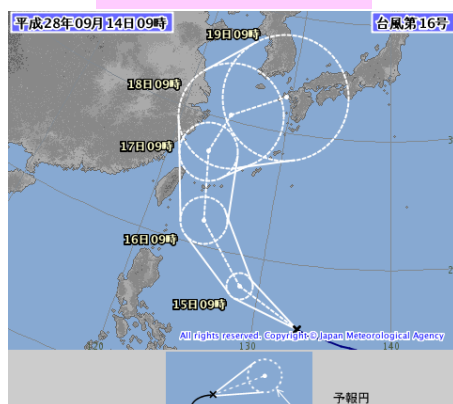 平成28年09月14日09時
台風第16号
19日09時
18日09時
17日09時
16日09時
15日09時
All rights reserved. Copyright © Japan Meteorological Agency
120
130
140
予報円